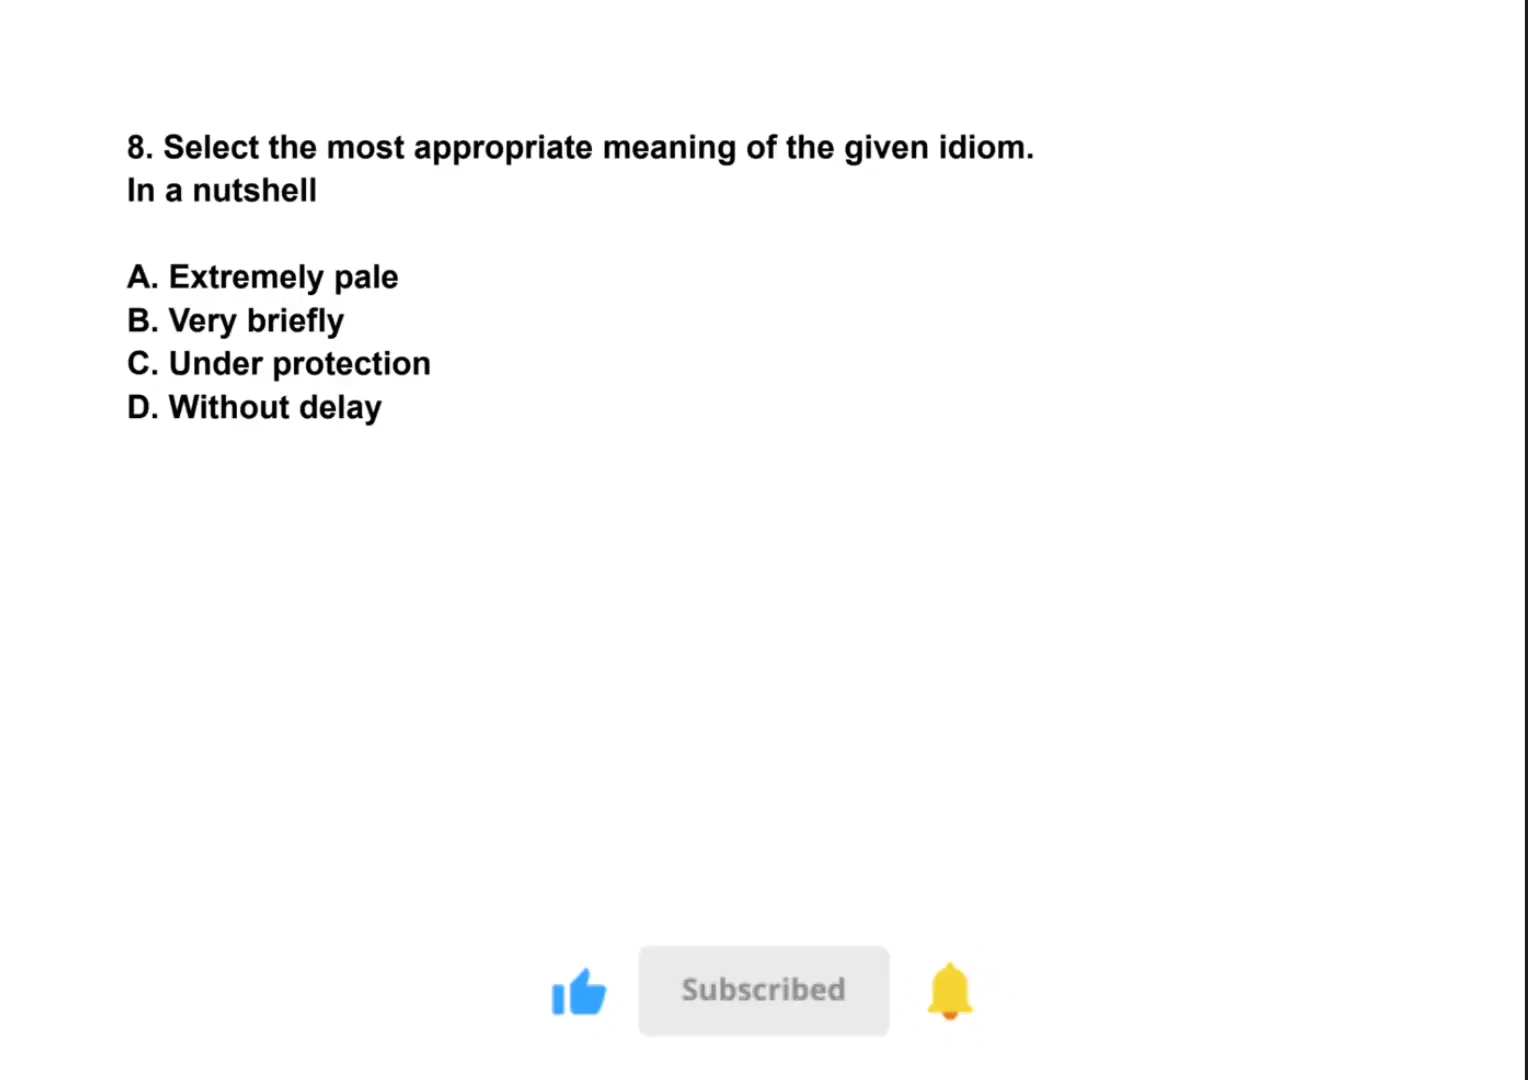 8. Select the most appropriate meaning of the given idiom.
In a nutshell
A. Extremely pale
B. Very briefly
C. Under protection
D. Without delay
Subscribed